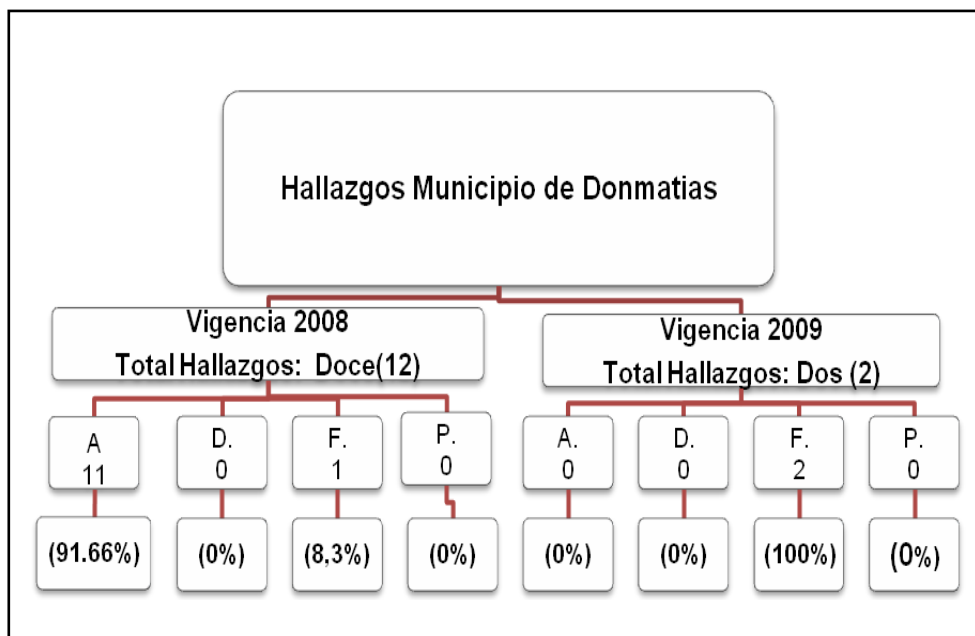 Hallazgos Municipio de Donmatias
Vigencia 2008
Total Hallazgos: Doce(12)
Vigencia 2009
Total Hallazgos: Dos (2)
A
11
D.
0
F.
1
P.
0
A.
0
D.
0
F.
2
P.
0
(91.66%)
(0%)
(8,3%)
(0%)
(0%)
(0%)
(100%)
(0%)